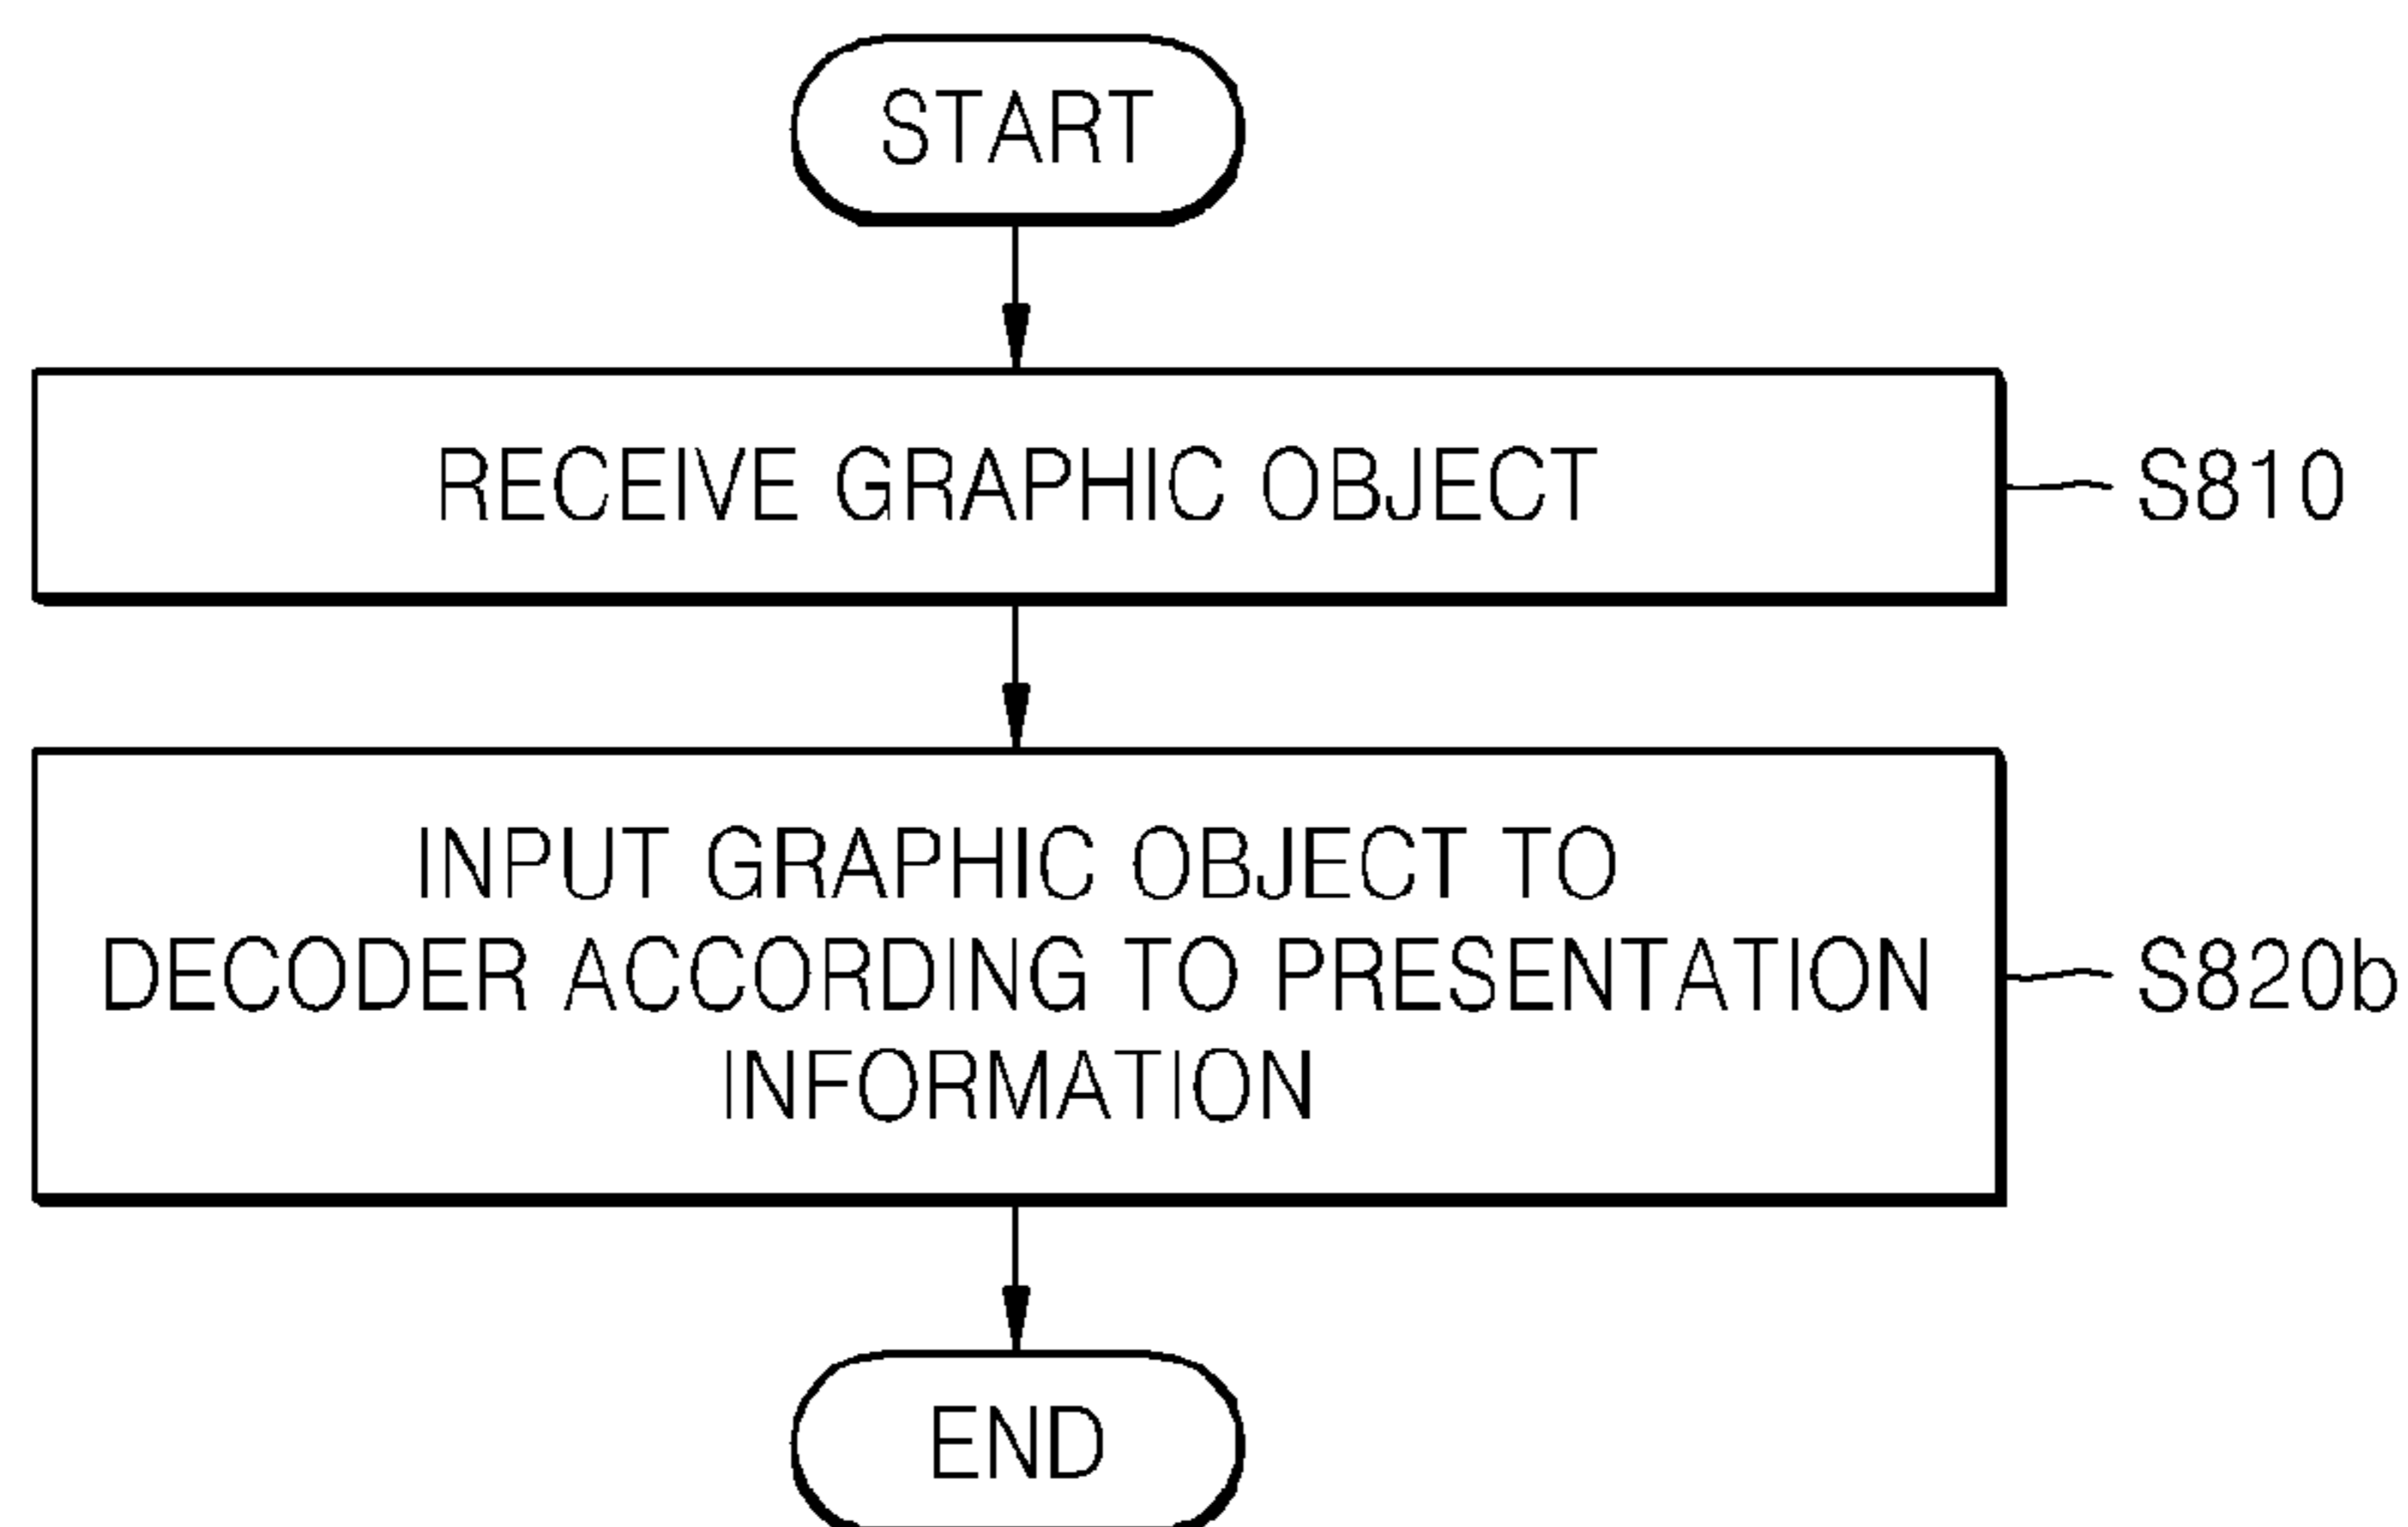 START
RECEIVE GRAPHIC OBJECT
S810
INPUT GRAPHIC OBJECT TO
DECODER ACCORDING TO PRESENTATION
INFORMATION
S820b
END